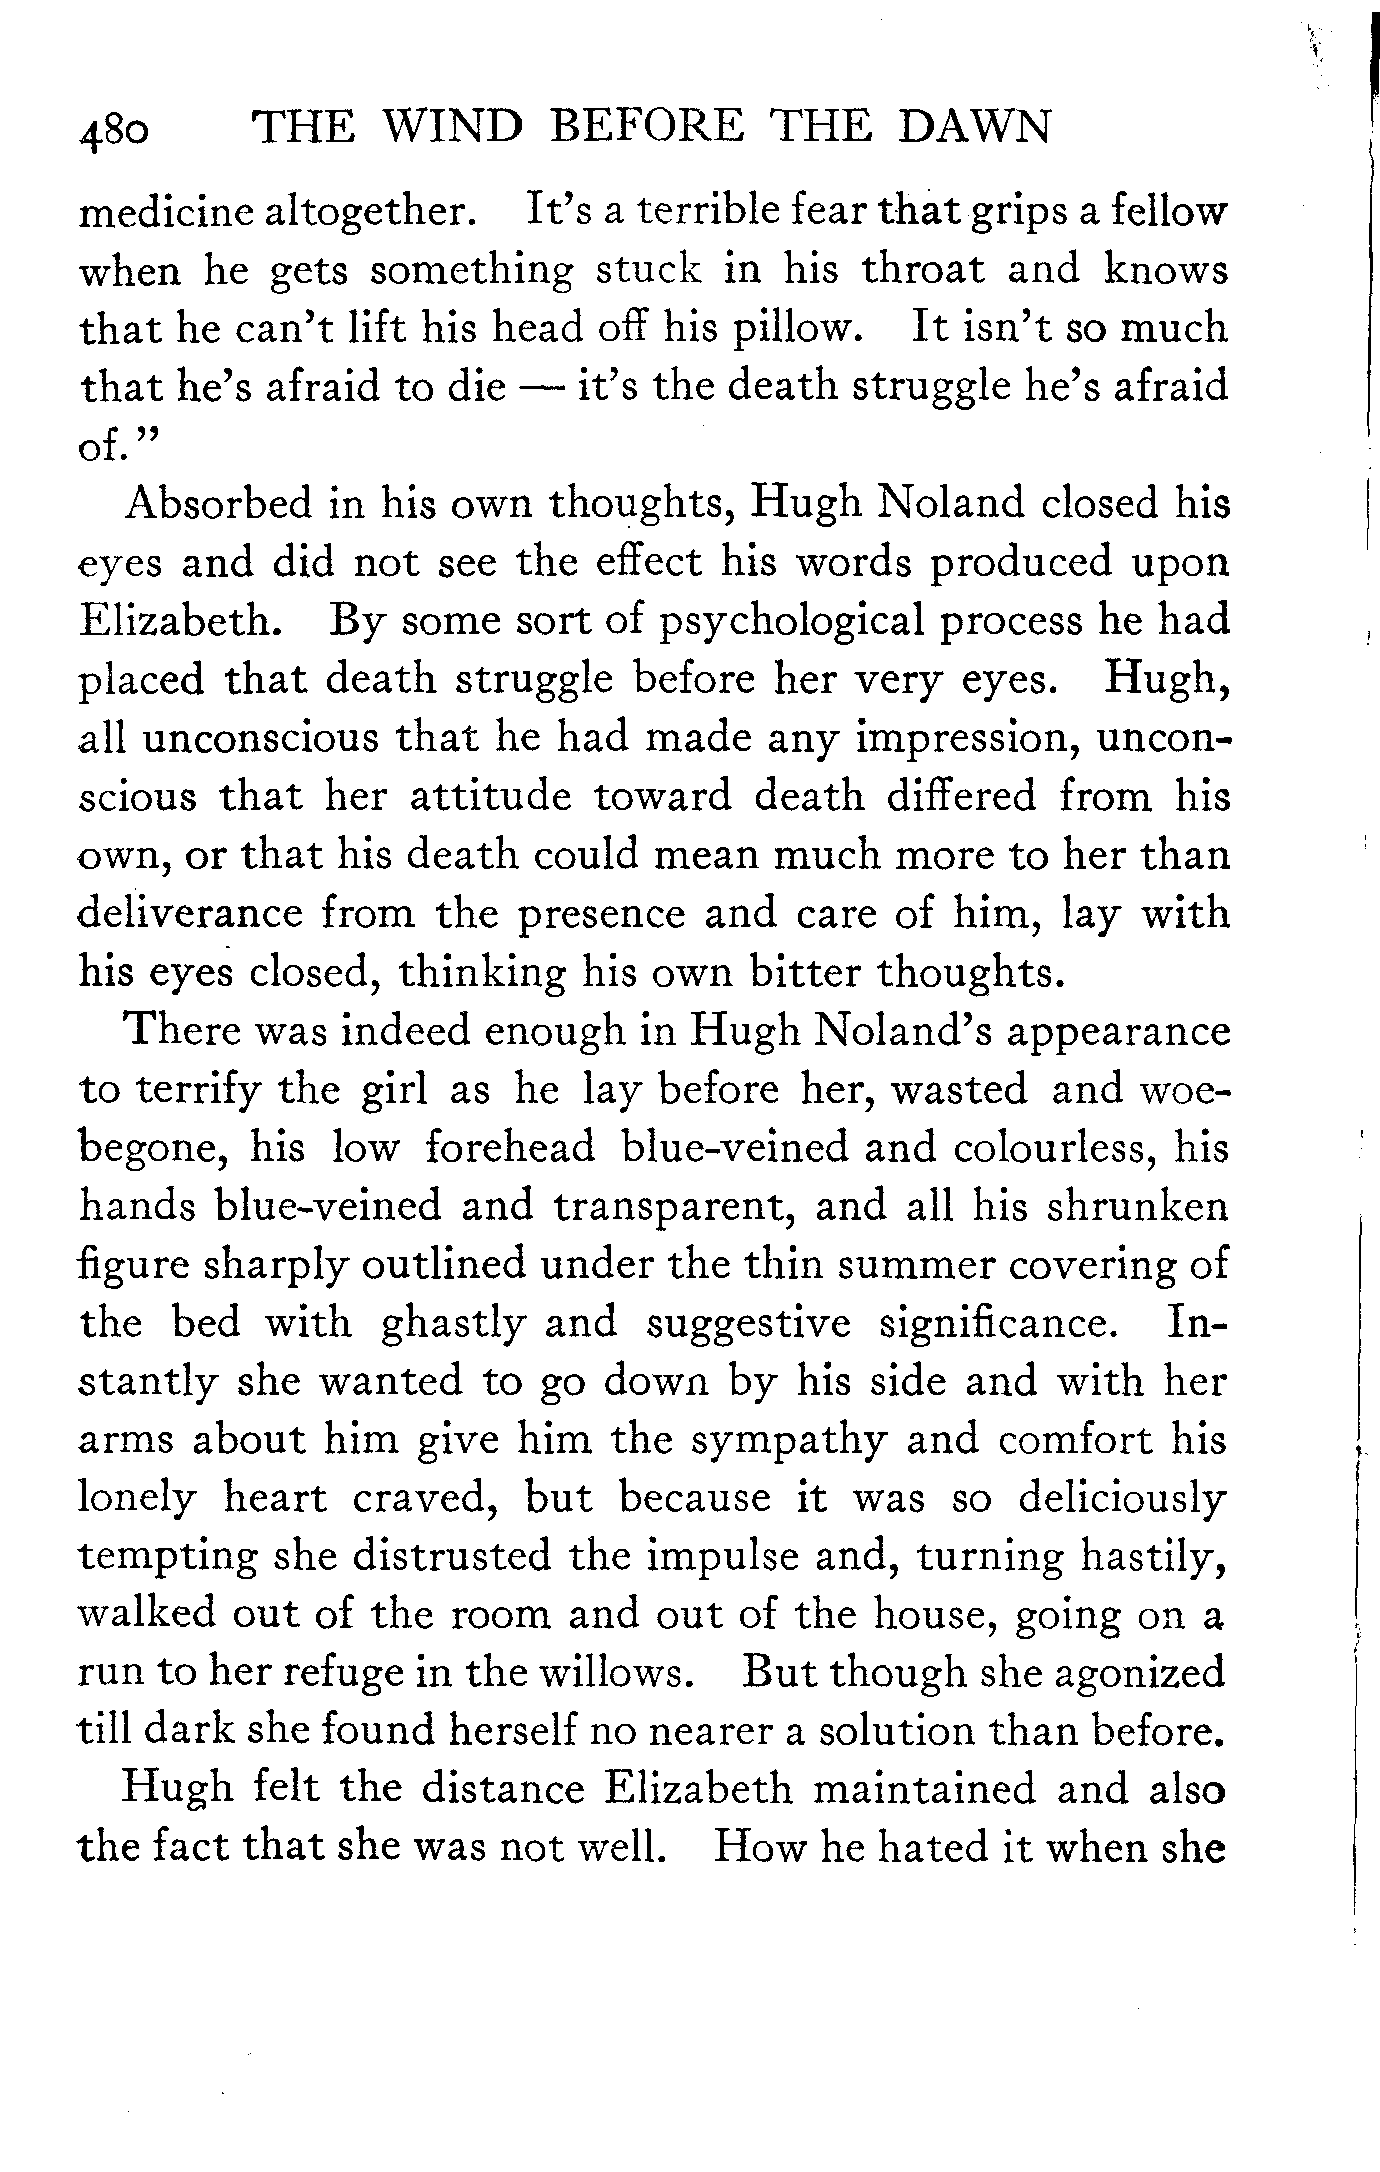 480 THE WIND BEFORE THE DAWN
medicine altogether. It's a terrible fear that grips a fellow
when he gets something stuck in his throat and knows
that he can't lift his head off his pillow. It isn't so much
that he's afraid to die — it's the death struggle he's afraid
of."
Absorbed in his own thoughts, Hugh Noland closed his
eyes and did not see the effect his words produced upon
Elizabeth. By some sort of psychological process he had
placed that death struggle before her very eyes. Hugh,
all unconscious that he had made any impression, uncon-
scious that her attitude toward death differed from his
own, or that his death could mean much more to her than
deliverance from the presence and care of him, lay with
his eyes closed, thinking his own bitter thoughts.
There was indeed enough in Hugh Noland's appearance
to terrify the girl as he lay before her, wasted and woe-
begone, his low forehead blue-veined and colourless, his
hands blue-veined and transparent, and all his shrunken
figure sharply outlined under the thin summer covering of
the bed with ghastly and suggestive significance. In-
stantly she wanted to go down by his side and with her
arms about him give him the sympathy and comfort his
lonely heart craved, but because it was so deliciously
tempting she distrusted the impulse and, turning hastily,
walked out of the room and out of the house, going on a
run to her refuge in the willows. But though she agonized
till dark she found herself no nearer a solution than before.
Hugh felt the distance Elizabeth maintained and also
the fact that she was not well. How he hated it when she